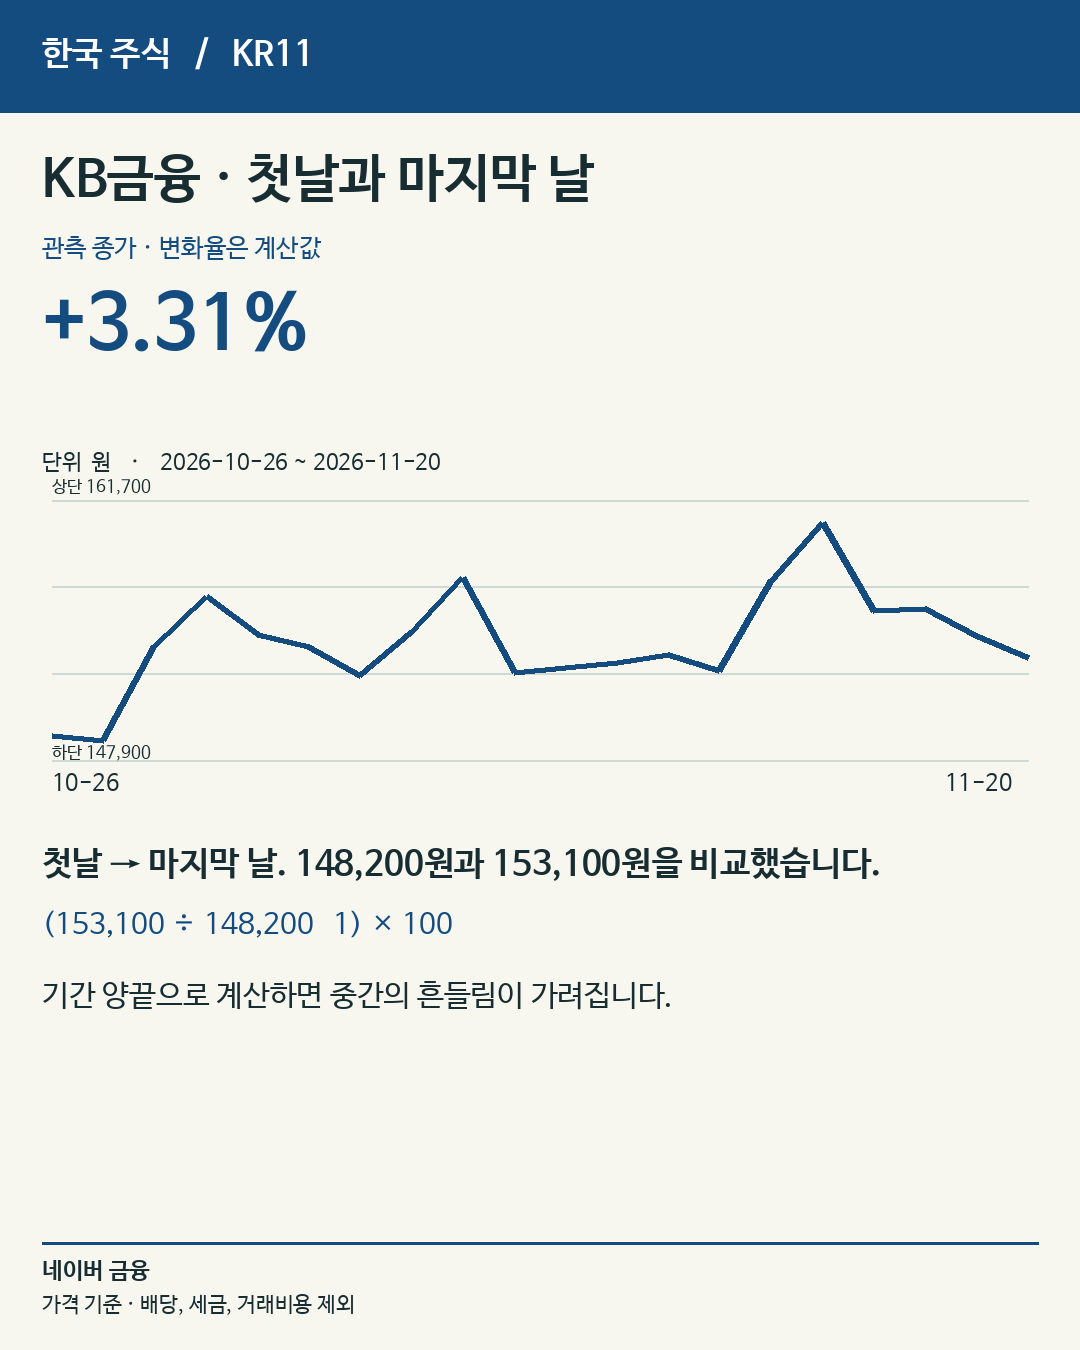 한국 주식 / KR11
KB금융 · 첫날과 마지막 날
관측 종가 · 변화율은 계산값
+3.31%
단위 원 · 2026-10-26 ~ 2026-11-20
상단 161,700
하단 147,900
10-26
11-20
첫날 → 마지막 날. 148,200원과 153,100원을 비교했습니다.
(153,100 ÷ 148,200 1) × 100
기간 양끝으로 계산하면 중간의 흔들림이 가려집니다.
네이버 금융
가격 기준 · 배당, 세금, 거래비용 제외